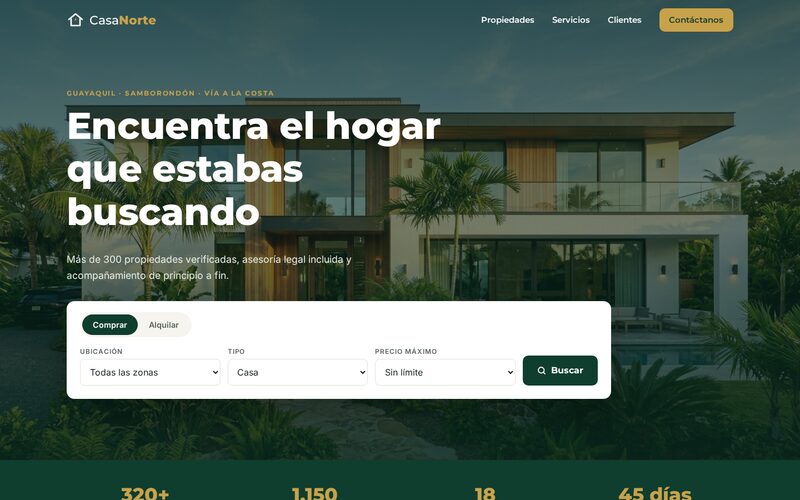 CasaNorte
Propiedades Servicios Clientes Contáctanos
GUAYAQUIL · SAMBORONDÓN · VÍA A LA COSTA
Encuentra el hogar
que estabas
buscando
Más de 300 propiedades verificadas, asesoría legal incluida y
acompañamiento de principio a fin.
Comprar Alquilar
UBICACIÓN TIPO PRECIO MÁXIMO
Todas las zonas Casa Sin límite Buscar
320+ 1.150 18 45 días